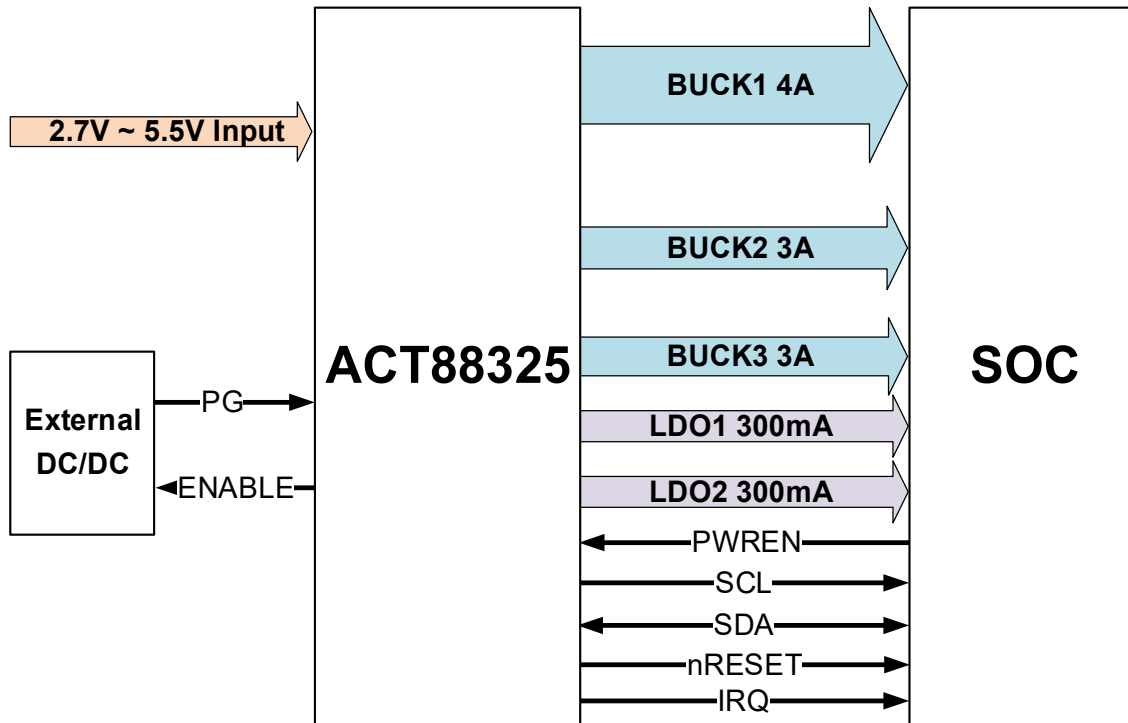 2.7V ~ 5.5V Input
External
DC/DC
PG
ENABLE
ACT88325
BUCK1 4A
BUCK2 3A
BUCK3 3A
LDO1 300mA
LDO2 300mA
PWREN
SCL
SDA
nRESET
IRQ
SOC